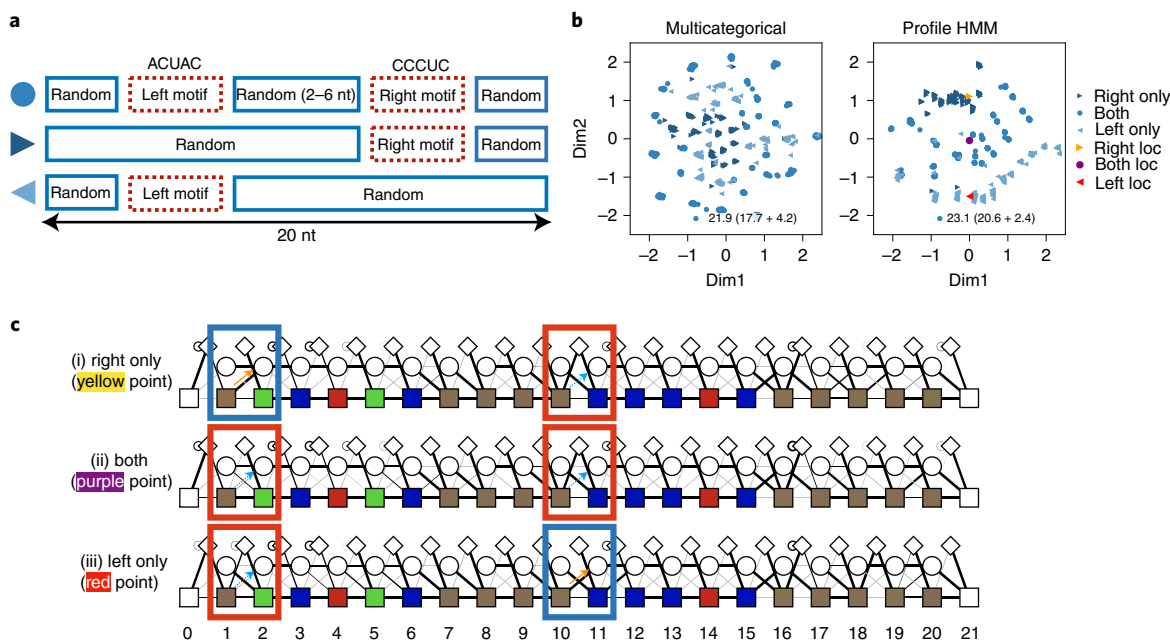 a
ACUAC
CCCUC
Random
Left motif
Random (2–6 nt)
Right motif
Random
Random
Right motif
Random
Random
Left motif
Random
20 nt
b
Multicategorical
Profile HMM
2
1
0
−1
−2
Dim2
21.9 (17.7 + 4.2)
−2 −1 0 1 2
Dim1
2
1
0
−1
−2
23.1 (20.6 + 2.4)
−2 −1 0 1 2
Dim1
Right only
Both
Left only
Right loc
Both loc
Left loc
c
(i) right only
(yellow point)
(ii) both
(purple point)
(iii) left only
(red point)
0 1 2 3 4 5 6 7 8 9 10 11 12 13 14 15 16 17 18 19 20 21